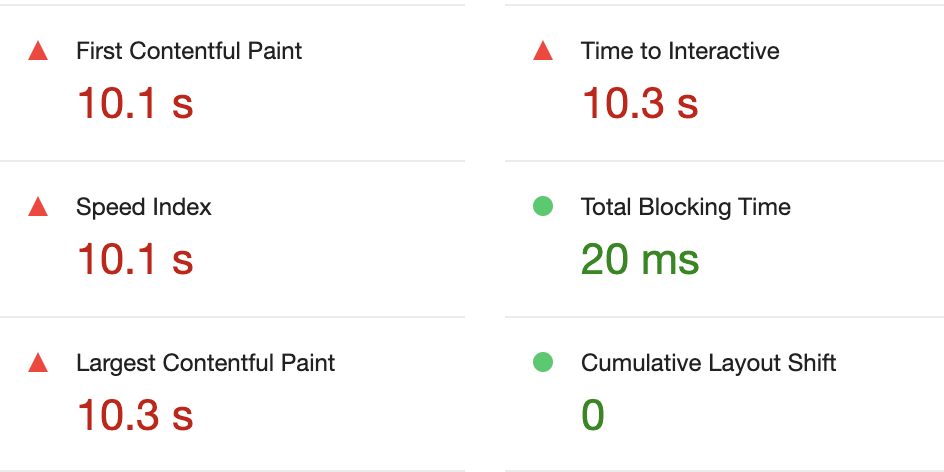 First Contentful Paint
10.1 s
Time to Interactive
10.3 s
Speed Index
10.1 s
Total Blocking Time
20 ms
Largest Contentful Paint
10.3 s
Cumulative Layout Shift
0